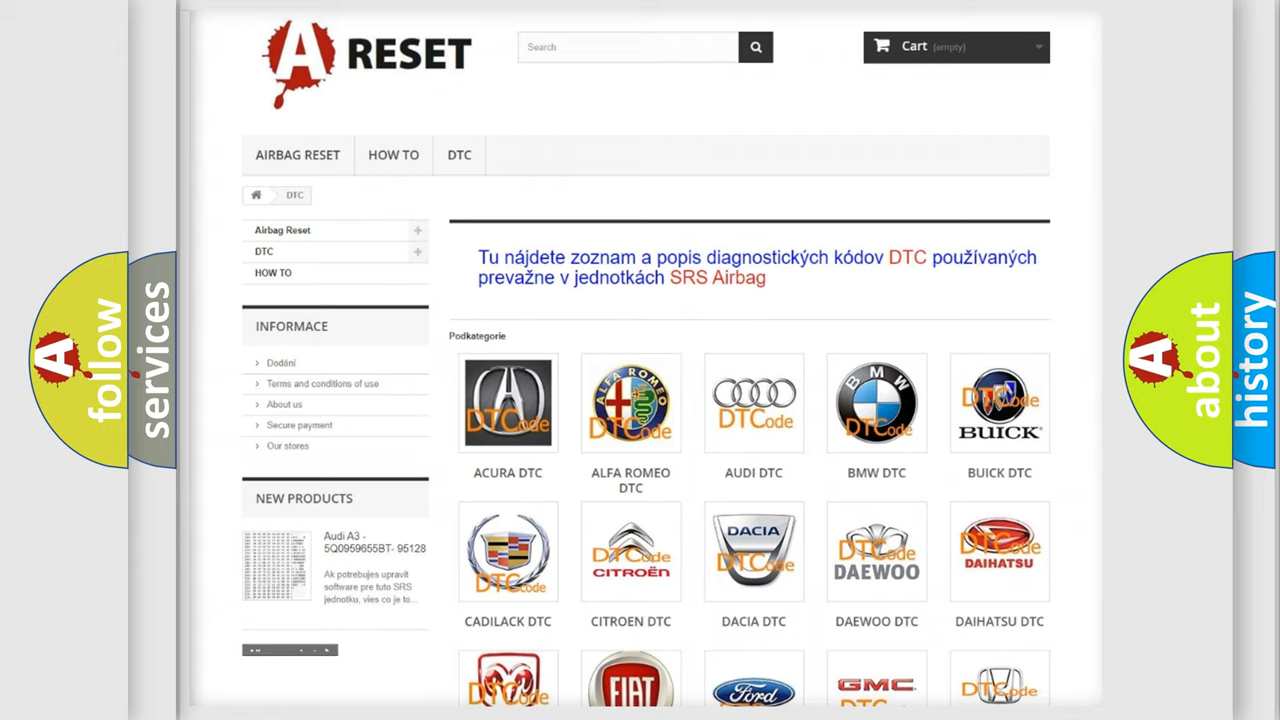 A RESET
Search
Cart (empty)
AIRBAG RESET
HOW TO
DTC
DTC
Airbag Reset
DTC
HOW TO
Tu nájdete zoznam a popis diagnostických kódov DTC používaných
prevažne v jednotkách SRS Airbag
INFORMACE
Dodání
Terms and conditions of use
About us
Secure payment
Our stores
NEW PRODUCTS
Audi A3 -
5Q0959655BT- 95128
Ak potrebujes upravit
software pre tuto SRS
jednotku, vies co je to...
Podkategorie
DTCode
ALFA ROMEO
DTCode
DTCode
BMW
DTCode
DTCode
BUICK
ACURA DTC
ALFA ROMEO
DTC
AUDI DTC
BMW DTC
BUICK DTC
DTCode
DTCode
CITROËN
DACIA
DTCode
DTCode
DAEWOO
DTCode
DAIHATSU
CADILACK DTC
CITROEN DTC
DACIA DTC
DAEWOO DTC
DAIHATSU DTC
DTCode
FIAT
Ford
GMC
DTCode
A follow
services
A about
history